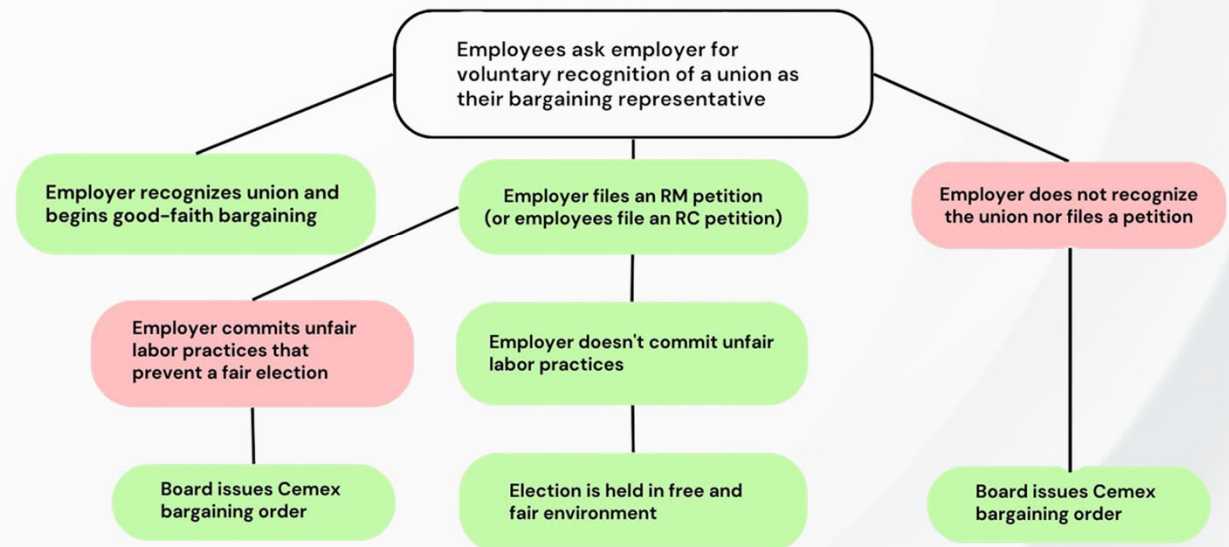 Employees ask employer for
voluntary recognition of a union as
their bargaining representative
Employer recognizes union and
begins good-faith bargaining
Employer files an RM petition
(or employees file an RC petition)
Employer does not recognize
the union nor files a petition
Employer commits unfair
labor practices that
prevent a fair election
Employer doesn't commit unfair
labor practices
Board issues Cemex
bargaining order
Election is held in free and
fair environment
Board issues Cemex
bargaining order